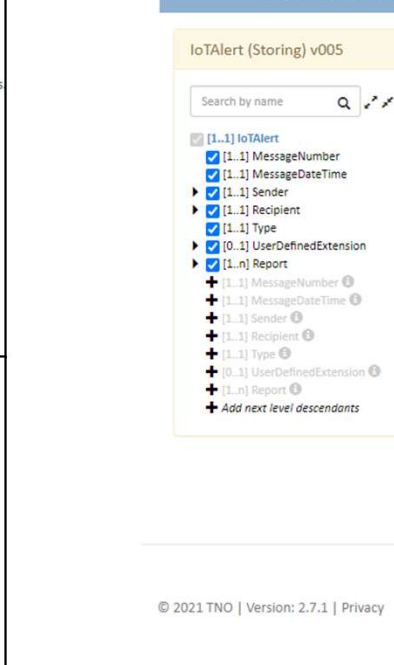 IoTAlert (Storing) v005
Search by name
[1..1] IoTAlert
[1..1] MessageNumber
[1..1] MessageDateTime
[1..1] Sender
[1..1] Recipient
[1..1] Type
[0..1] UserDefinedExtension
[1..n] Report
[1..1] MessageNumber
[1..1] MessageDateTime
[1..1] Sender
[1..1] Recipient
[1..1] Type
[0..1] UserDefinedExtension
[1..n] Report
Add next level descendants
© 2021 TNO | Version: 2.7.1 | Privacy